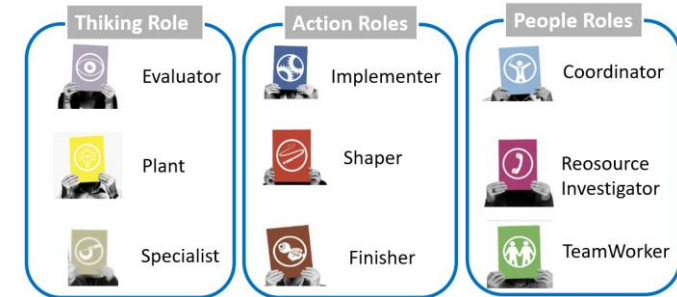 Thiking Role
Evaluator
Plant
Specialist
Action Roles
Implementer
Shaper
Finisher
People Roles
Coordinator
Reosource
Investigator
TeamWorker